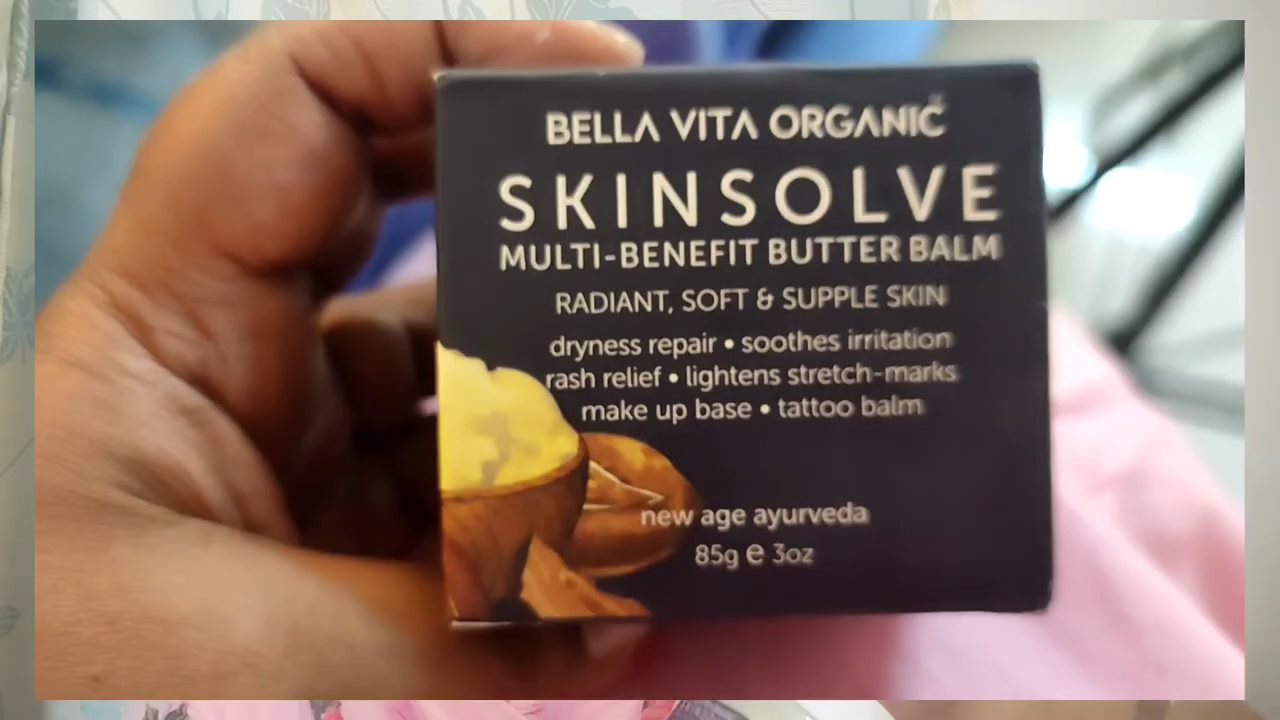 BELLA VITA ORGANIC
SKINSOLVE
MULTI-BENEFIT BUTTER BALM
RADIANT, SOFT & SUPPLE SKIN
dryness repair • soothes irritation
rash relief • lightens stretch-marks
make up base • tattoo balm
new age ayurveda
85g e 3oz